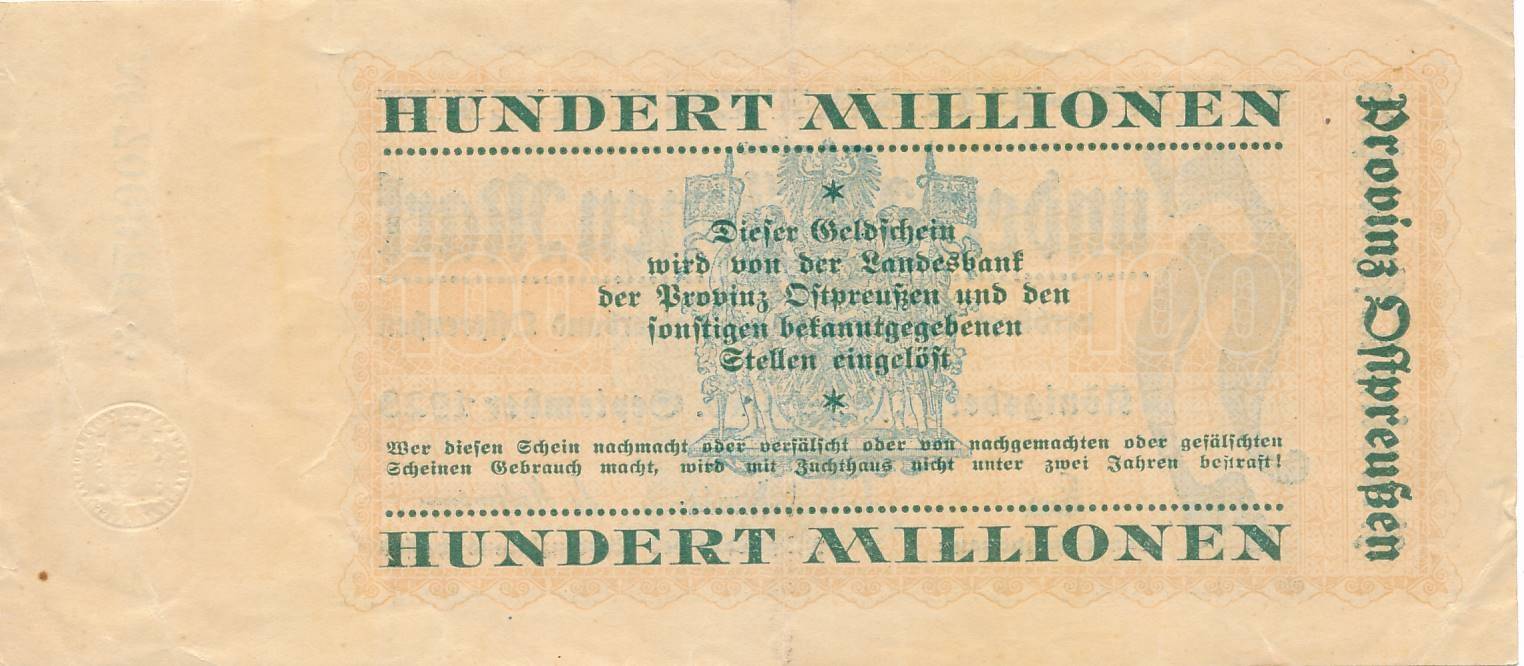 HUNDERT MILLIONEN
Dieser Geldschein
wird von der Landesbank
der Provinz Ostpreußen und den
sonstigen bekanntgegebenen
Stellen eingelöst
Wer diesen Schein nachmacht oder verfälscht oder von nachgemachten oder gefälschten
Scheinen Gebrauch macht, wird mit Zuchthaus nicht unter zwei Jahren bestraft!
HUNDERT MILLIONEN
Provinz Ostpreußen
100
100